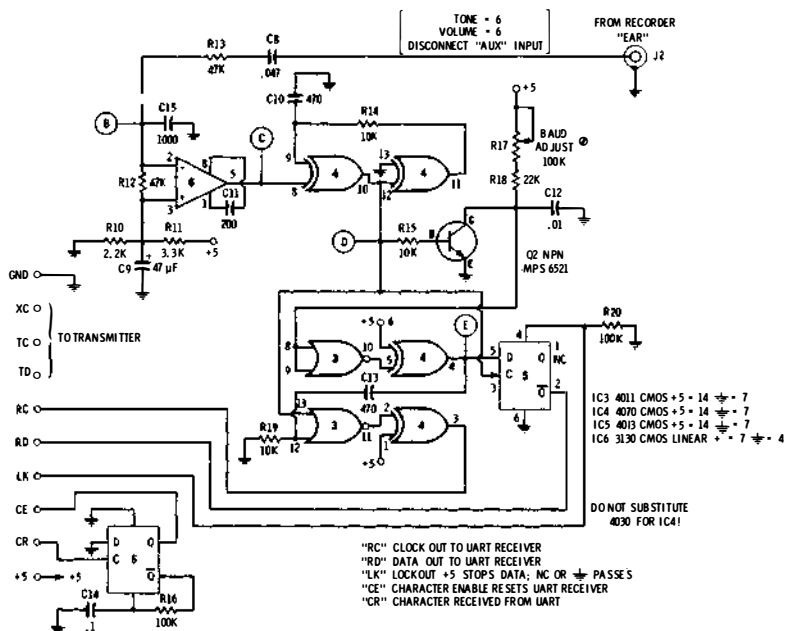 TONE = 6
VOLUME = 6
DISCONNECT "AUX" INPUT
FROM RECORDER
"EAR"
J2
R13
47K
C8
.047
C10
470
R14
10K
+5
R17
BAUD
ADJUST
100K
R18
22K
C12
.01
B
C15
1000
C
R12
47K
2
3
6
8
5
1
C11
200
9
8
4
10
13
12
4
11
R10
2.2K
R11
3.3K
+5
C9
+
47 µF
D
R15
10K
B
C
E
Q2 NPN
MPS 6521
GND
XC
TC
TD
TO TRANSMITTER
RC
RD
LK
CE
CR
+5
+5
+5
6
E
8
9
3
10
5
4
4
C13
470
5
3
D
C
5
4
Q
1
NC
Q
2
6
R20
100K
13
12
3
11
2
1
4
3
R19
10K
+5
IC3 4011 CMOS +5 = 14 ⏚ = 7
IC4 4070 CMOS +5 = 14 ⏚ = 7
IC5 4013 CMOS +5 = 14 ⏚ = 7
IC6 3130 CMOS LINEAR + = 7 ⏚ = 4
DO NOT SUBSTITUTE
4030 FOR IC4!
D
C
Q
Q
C14
.1
R16
100K
"RC" CLOCK OUT TO UART RECEIVER
"RD" DATA OUT TO UART RECEIVER
"LK" LOCKOUT +5 STOPS DATA; NC OR ⏚ PASSES
"CE" CHARACTER ENABLE RESETS UART RECEIVER
"CR" CHARACTER RECEIVED FROM UART